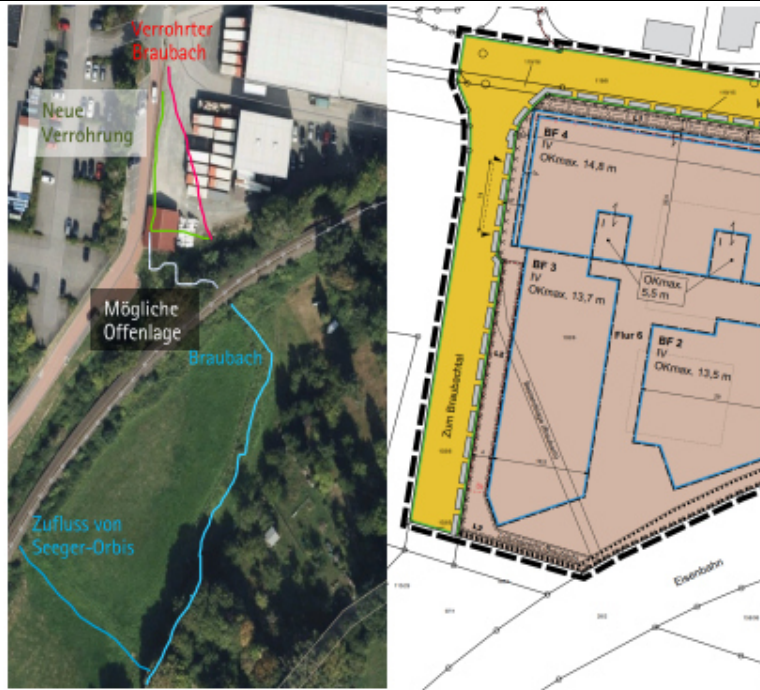 Verrohrter
Braubach
Neue
Verrohrung
Mögliche
Offenlage
Braubach
Zufluss von
Seeger-Orbis
BF 4
IV
OKmax. 14,8 m
I
I
OKmax.
5,5 m
BF 3
IV
OKmax. 13,7 m
Flur 6
BF 2
IV
OKmax. 13,5 m
Zum Braubachtal
L2
Eisenbahn